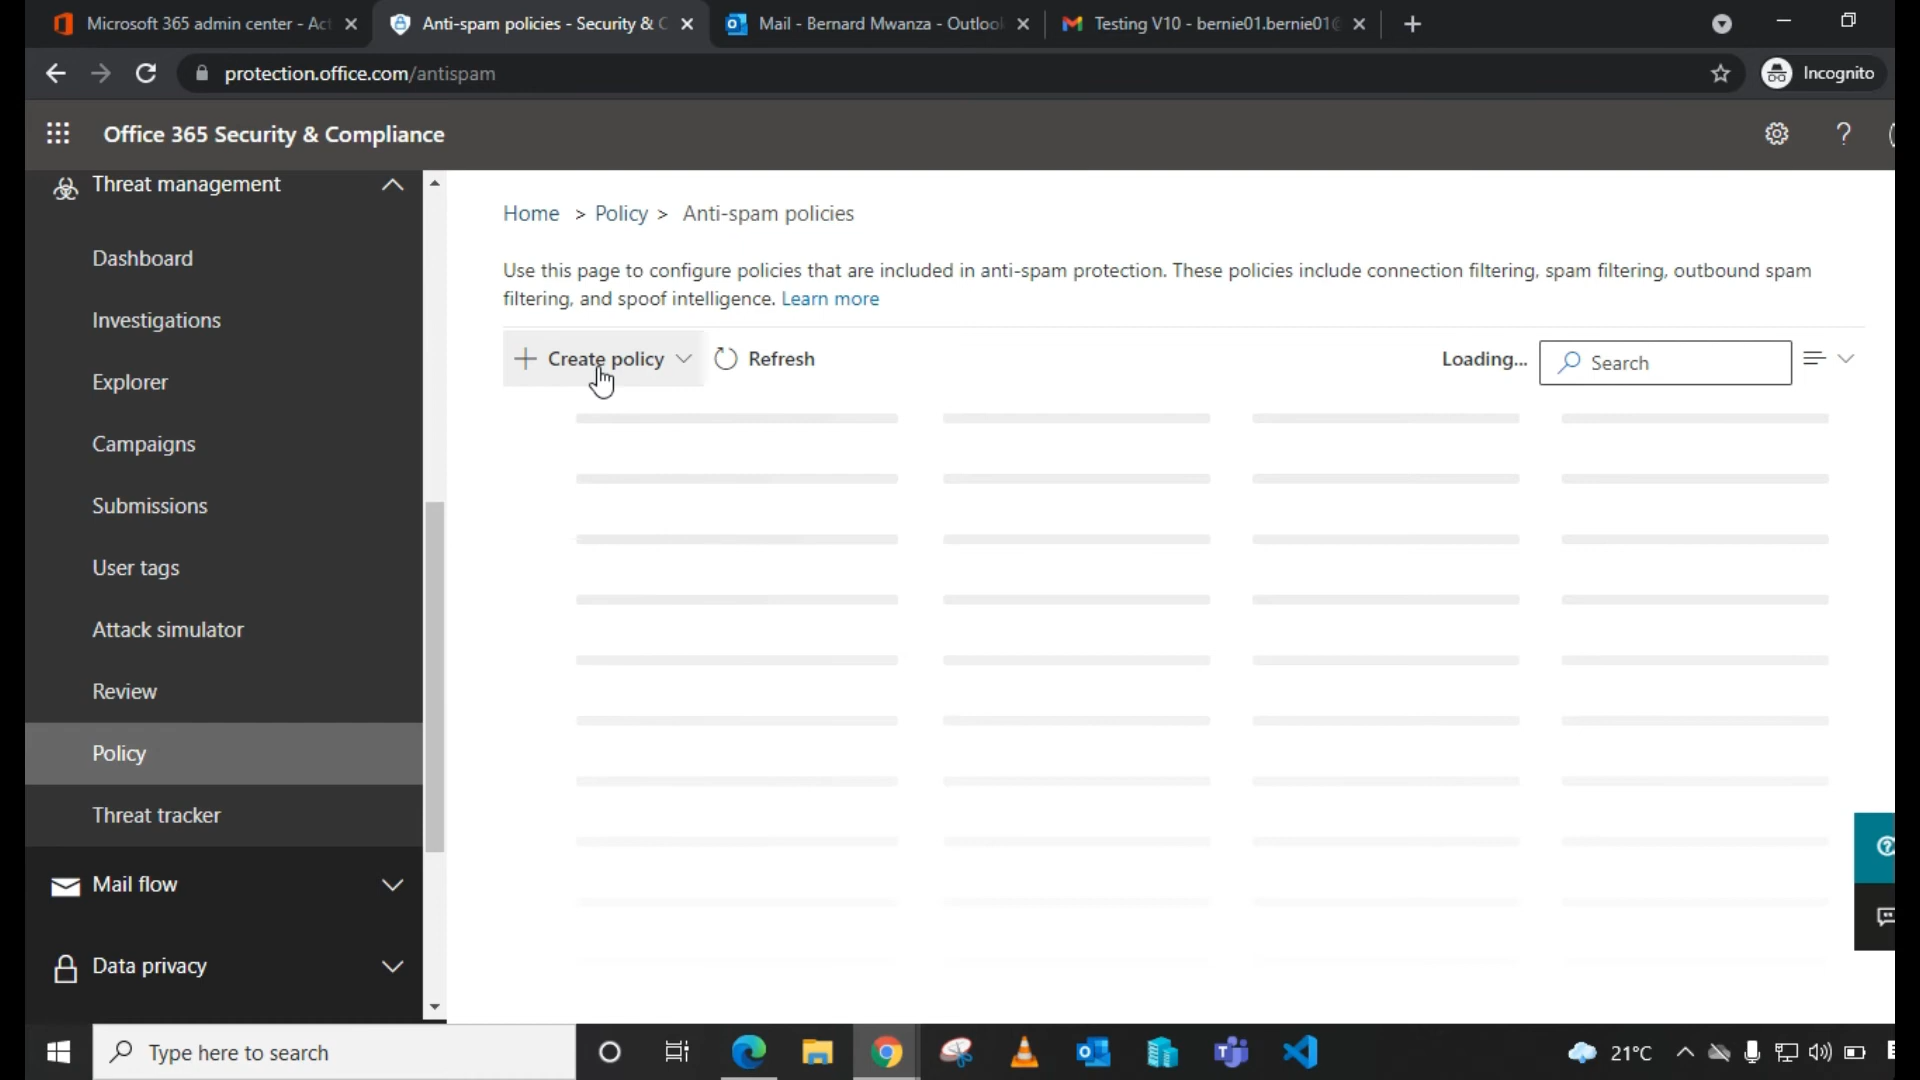 Microsoft 365 admin center - Act
Anti-spam policies - Security & C
Mail - Bernard Mwanza - Outlook
Testing V10 - bernie01.bernie01@
protection.office.com/antispam
Incognito
Office 365 Security & Compliance
Threat management
Dashboard
Investigations
Explorer
Campaigns
Submissions
User tags
Attack simulator
Review
Policy
Threat tracker
Mail flow
Data privacy
Home > Policy > Anti-spam policies
Use this page to configure policies that are included in anti-spam protection. These policies include connection filtering, spam filtering, outbound spam
filtering, and spoof intelligence. Learn more
Create policy
Refresh
Loading...
Search
Type here to search
21°C